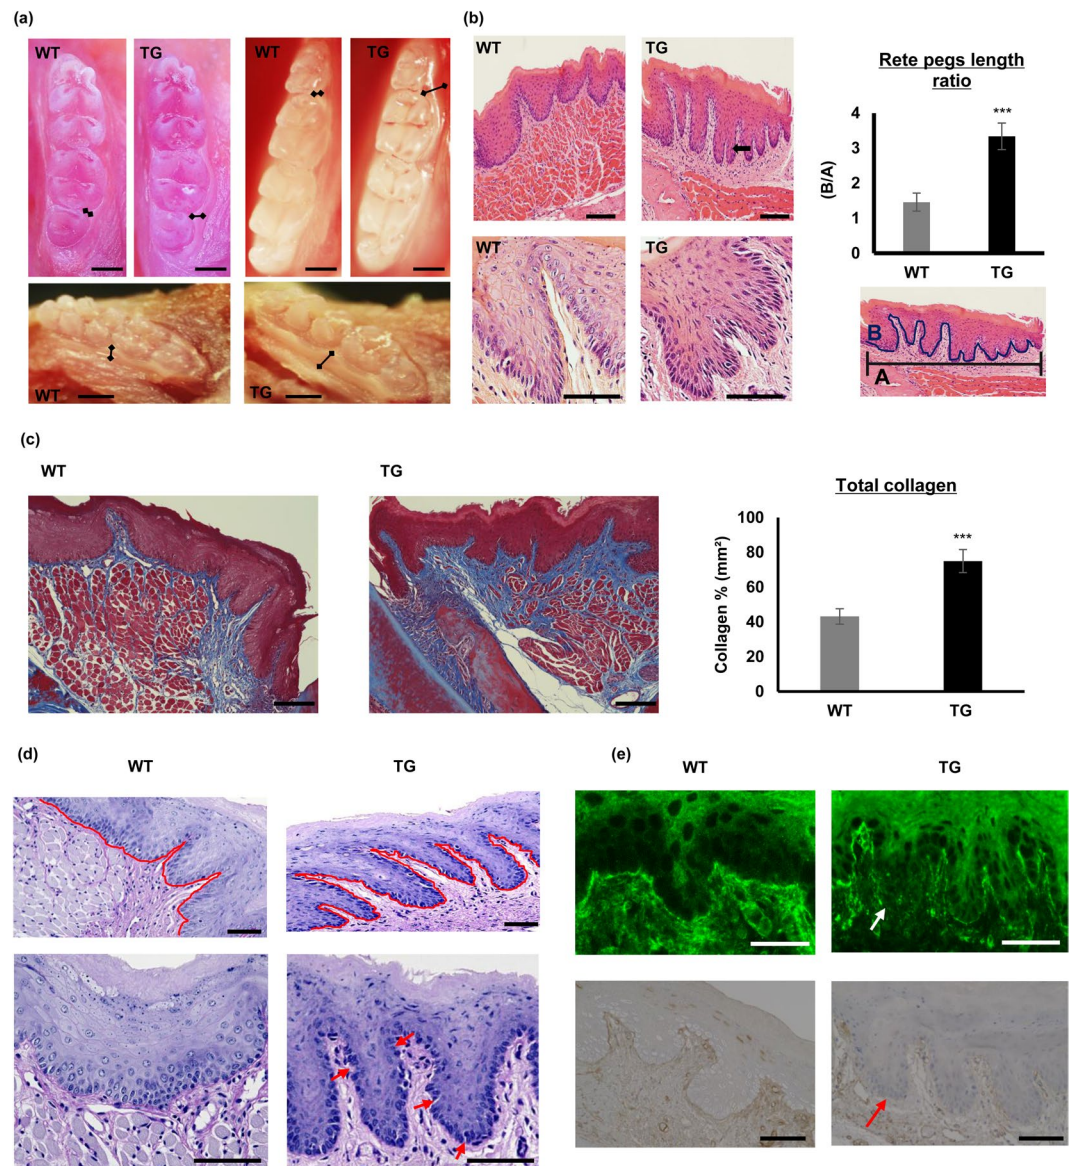 (a)
WT
TG
WT
TG
WT
TG
(b)
WT
TG
WT
TG
Rete pegs length
ratio
(B/A)
4
3
2
1
0
***
WT
TG
B
A
(c)
WT
TG
Total collagen
Collagen % (mm²)
100
80
60
40
20
0
***
WT
TG
(d)
WT
TG
(e)
WT
TG